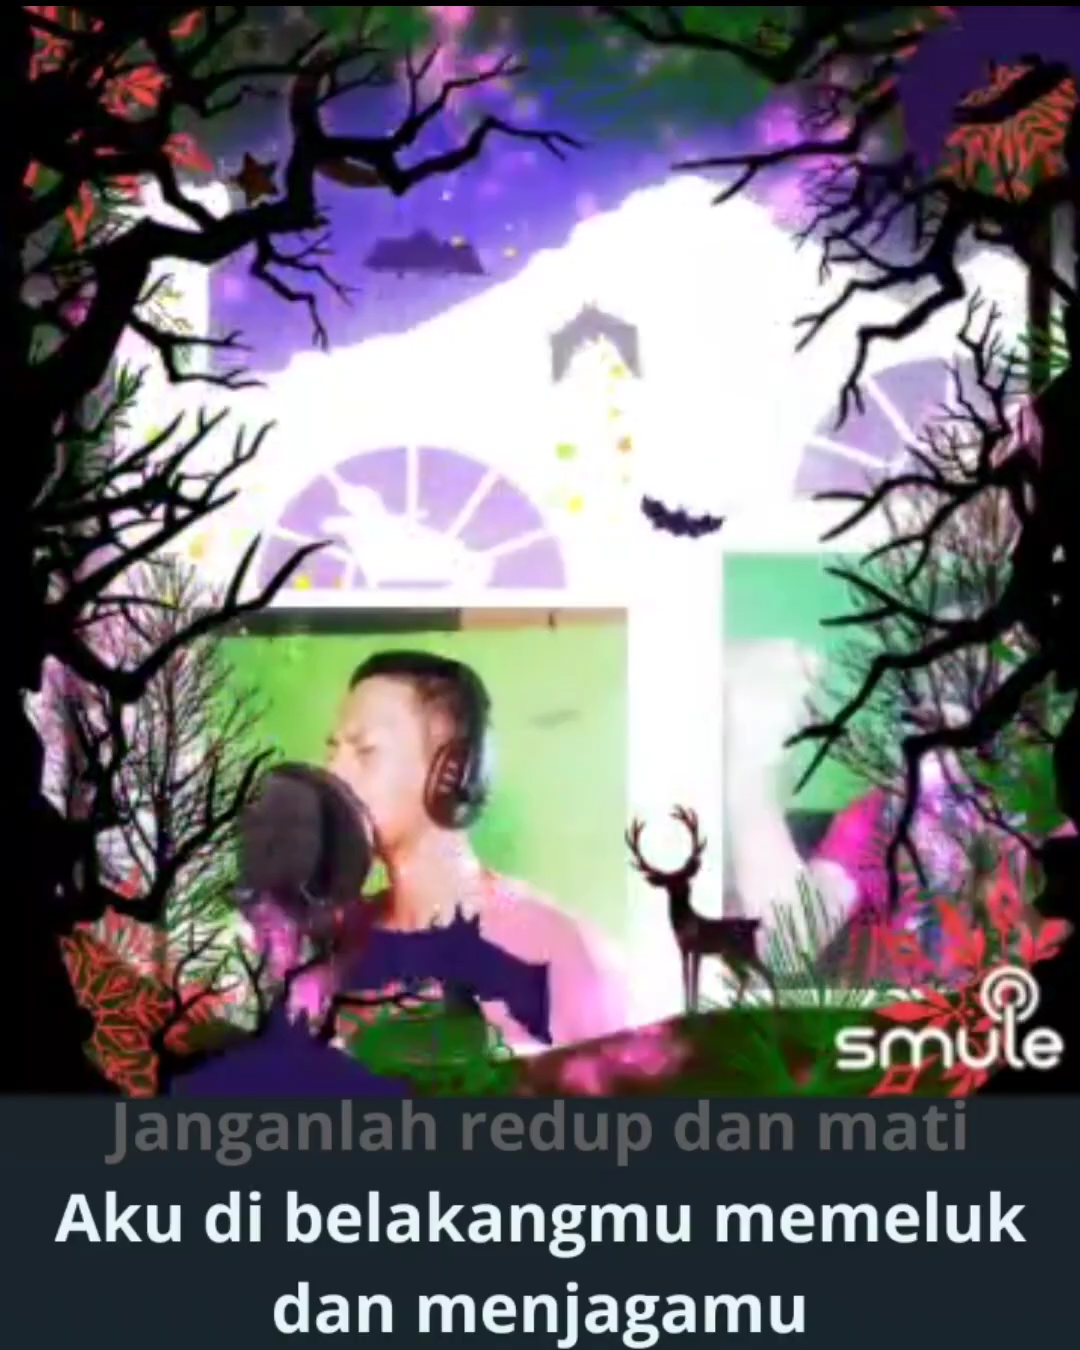 smule
Janganlah redup dan mati
Aku di belakangmu memeluk
dan menjagamu